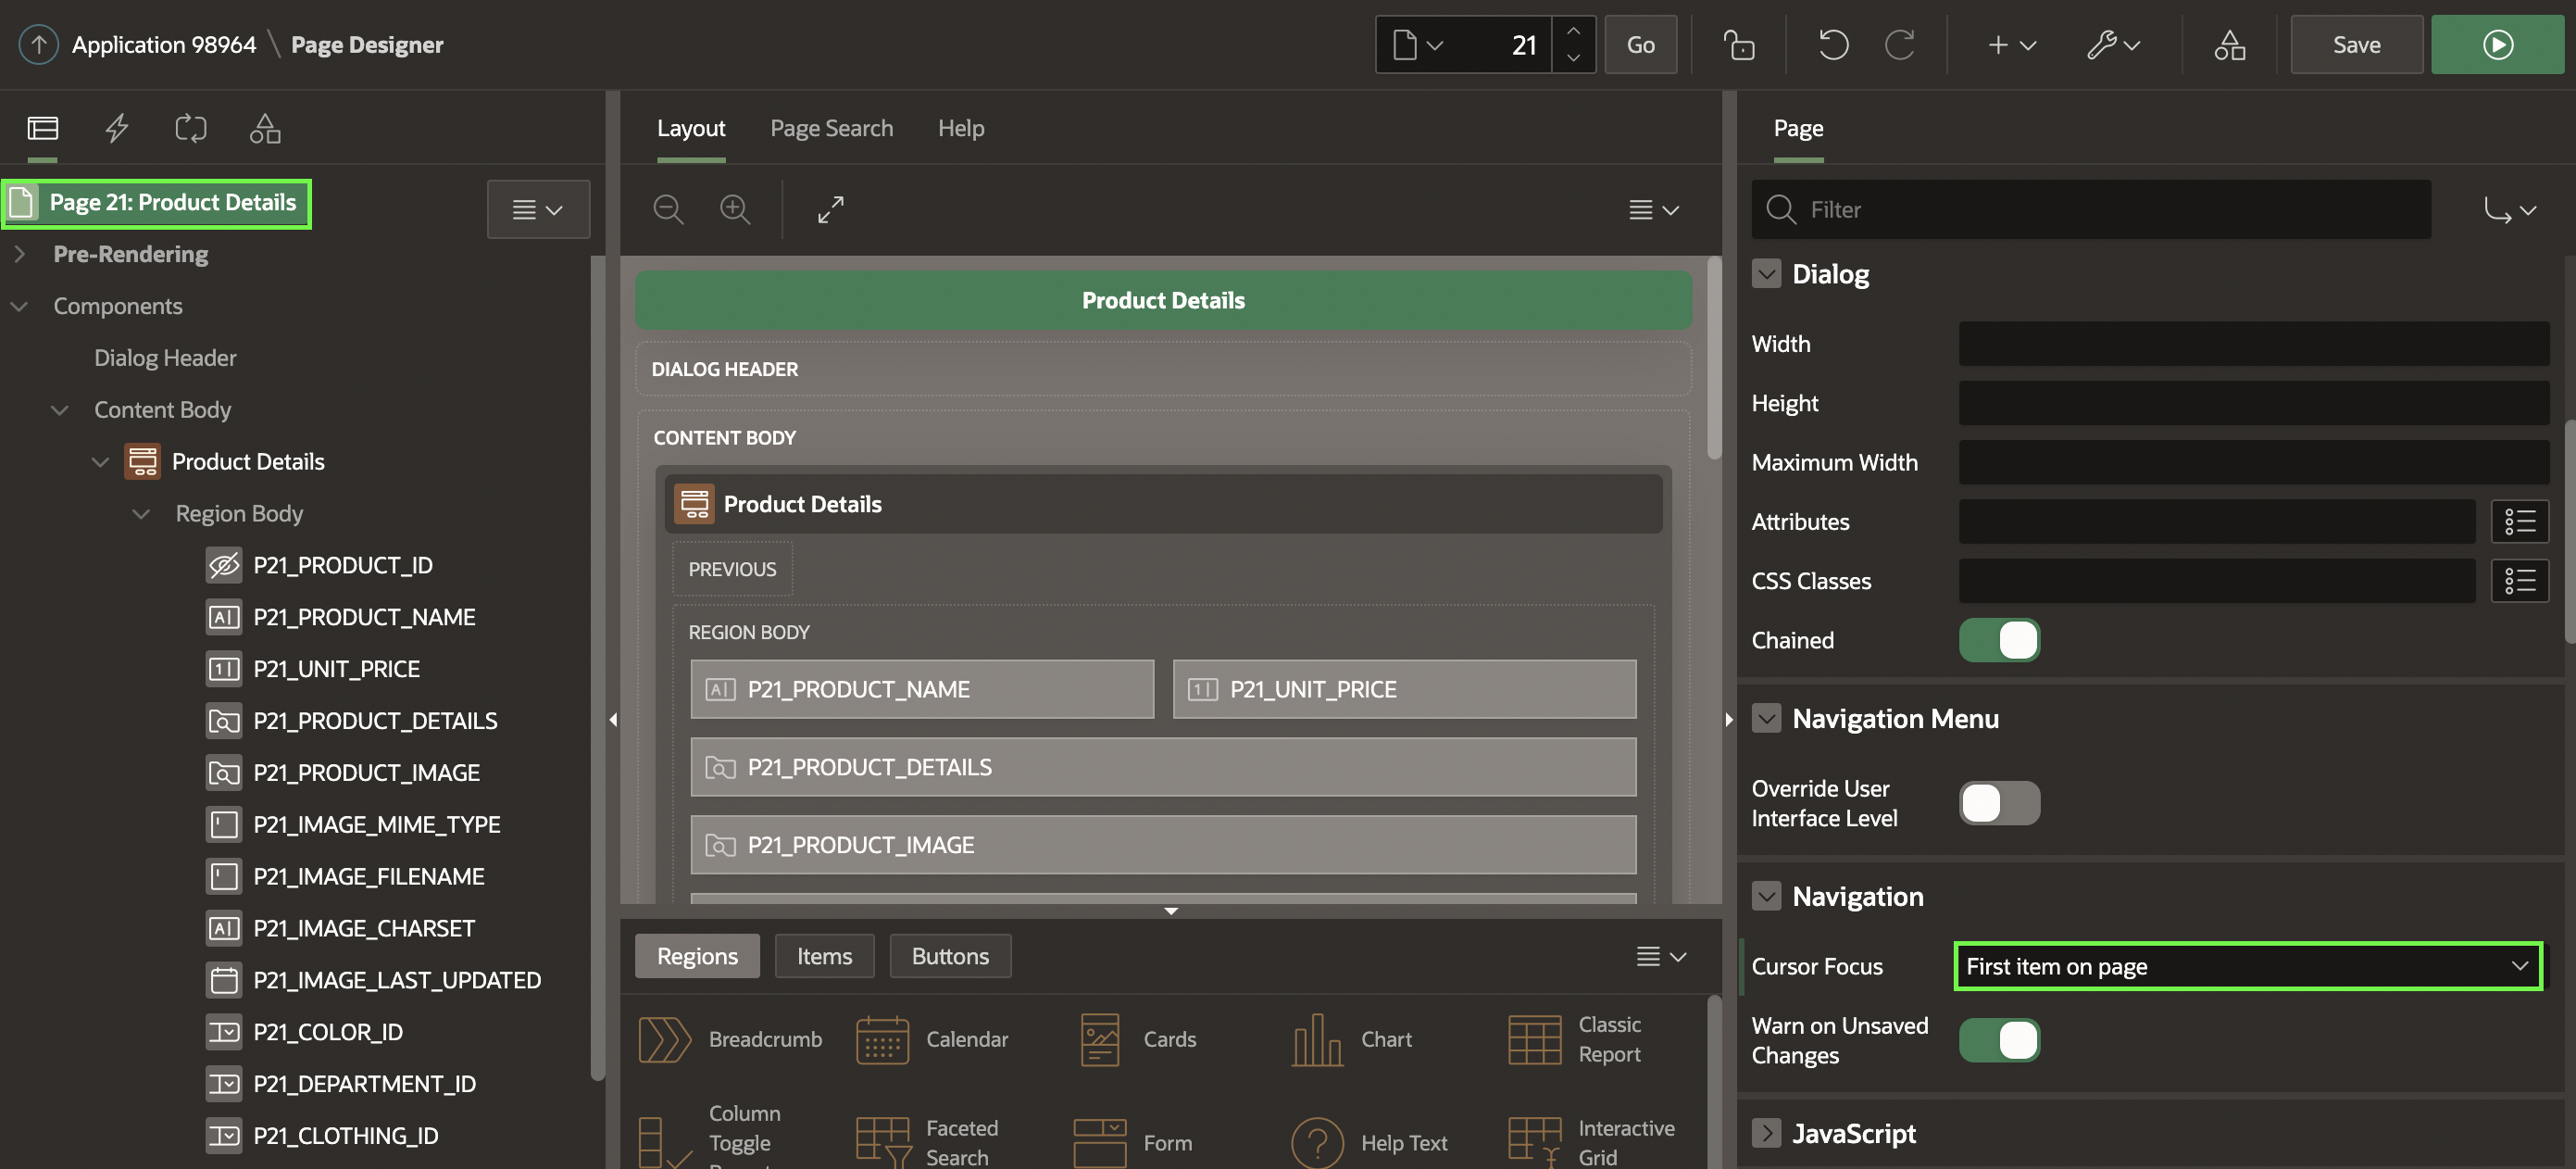 Application 98964 \ Page Designer
21
Go
Save
Layout
Page Search
Help
Page
Page 21: Product Details
Filter
Pre-Rendering
Components
Dialog Header
Content Body
Product Details
Region Body
P21_PRODUCT_ID
P21_PRODUCT_NAME
P21_UNIT_PRICE
P21_PRODUCT_DETAILS
P21_PRODUCT_IMAGE
P21_IMAGE_MIME_TYPE
P21_IMAGE_FILENAME
P21_IMAGE_CHARSET
P21_IMAGE_LAST_UPDATED
P21_COLOR_ID
P21_DEPARTMENT_ID
P21_CLOTHING_ID
Product Details
DIALOG HEADER
CONTENT BODY
Product Details
PREVIOUS
REGION BODY
P21_PRODUCT_NAME
P21_UNIT_PRICE
P21_PRODUCT_DETAILS
P21_PRODUCT_IMAGE
Regions
Items
Buttons
Breadcrumb
Calendar
Cards
Chart
Classic
Report
Column
Toggle
Faceted
Search
Form
Help Text
Interactive
Grid
Dialog
Width
Height
Maximum Width
Attributes
CSS Classes
Chained
Navigation Menu
Override User
Interface Level
Navigation
Cursor Focus
First item on page
Warn on Unsaved
Changes
JavaScript